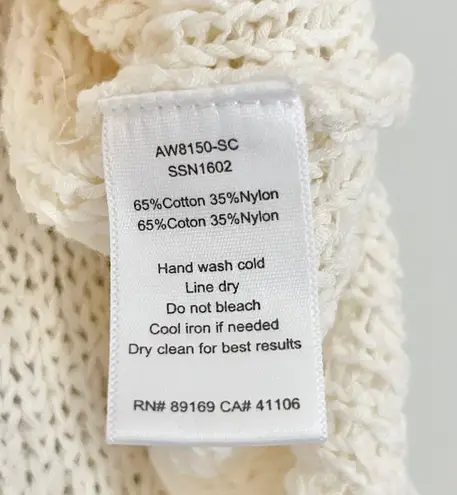 AW8150-SC
SSN1602
65%Cotton 35%Nylon
65%Coton 35%Nylon
Hand wash cold
Line dry
Do not bleach
Cool iron if needed
Dry clean for best results
RN# 89169 CA# 41106